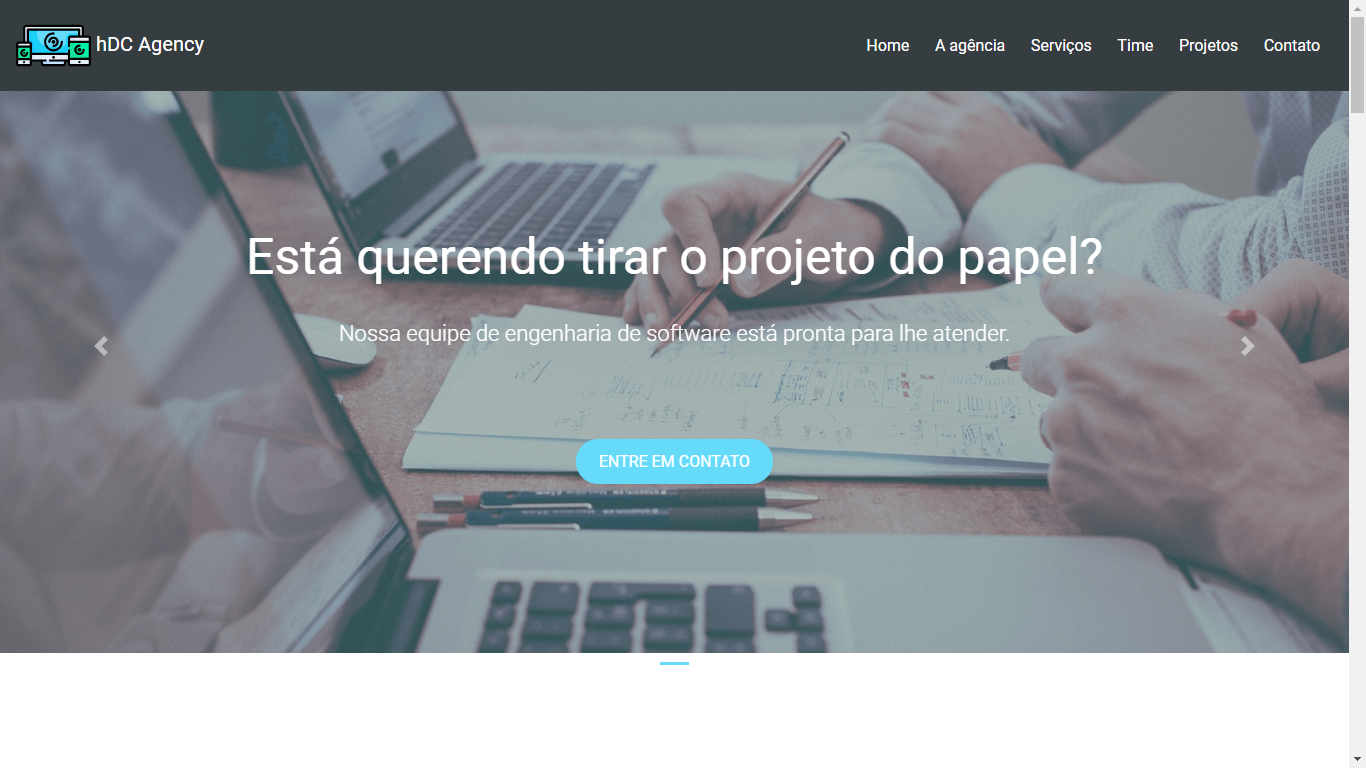 hDC Agency
Home A agência Serviços Time Projetos Contato
Está querendo tirar o projeto do papel?
Nossa equipe de engenharia de software está pronta para lhe atender.
ENTRE EM CONTATO